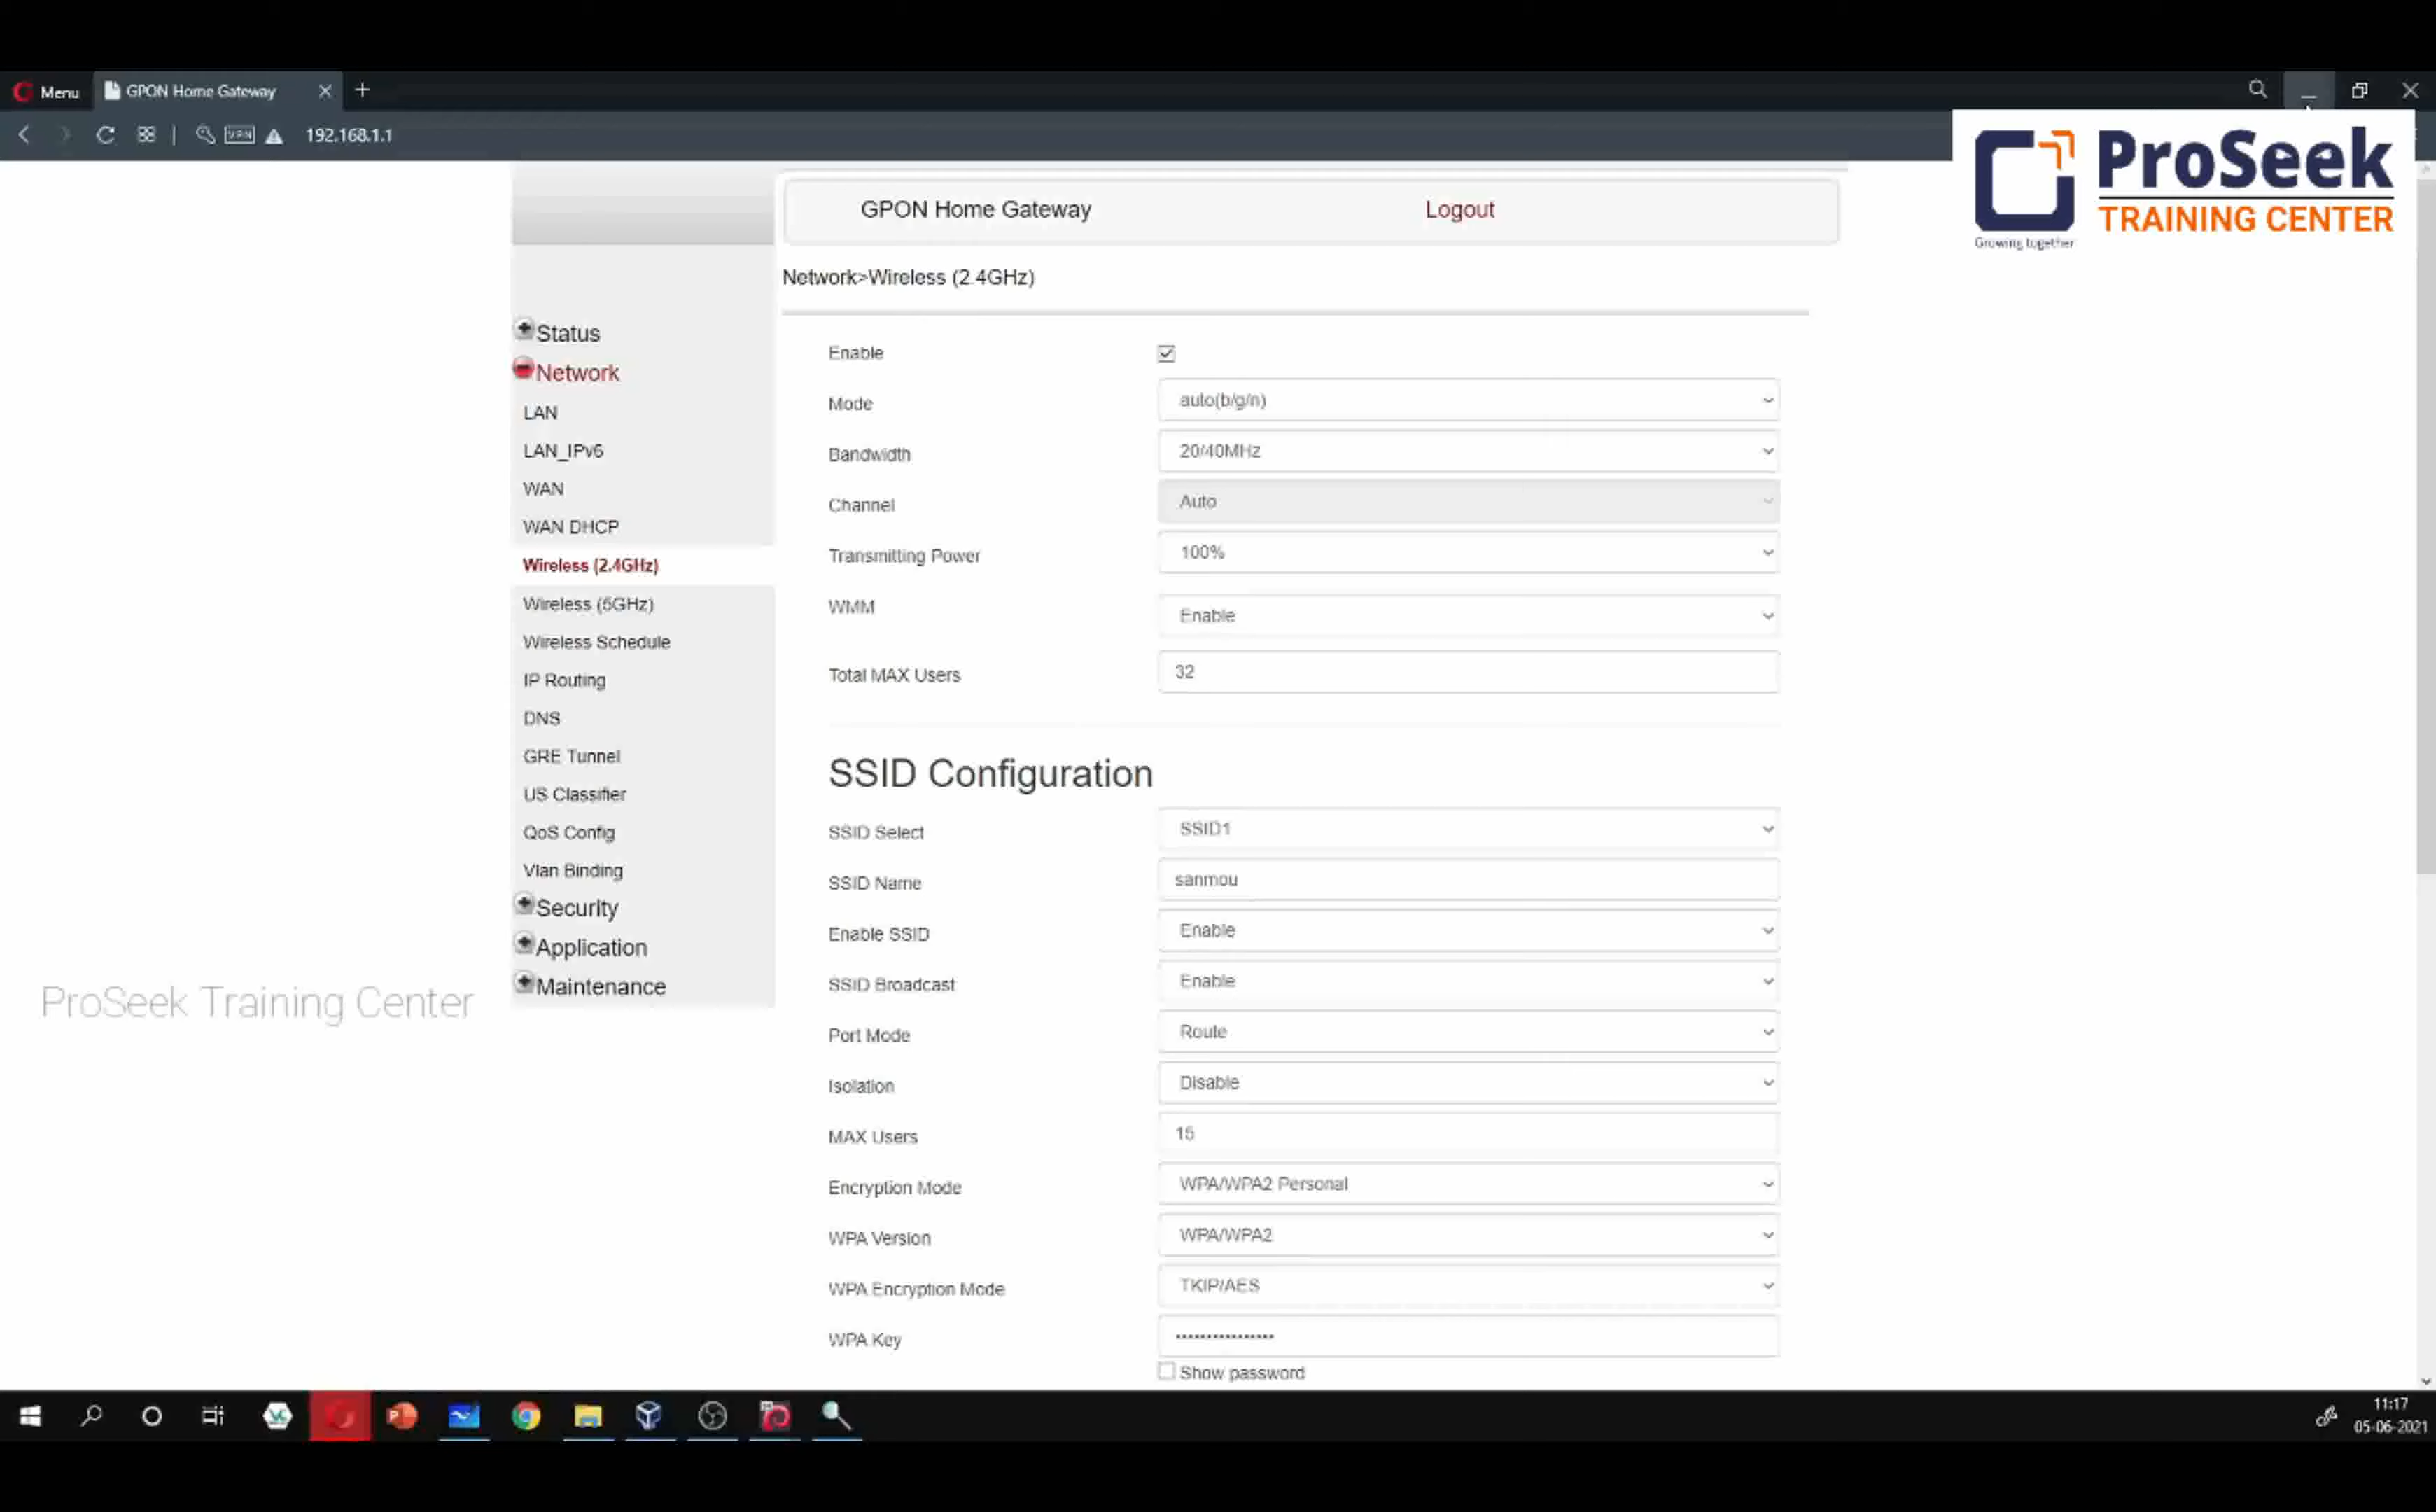 Menu
GPON Home Gateway
VPN
192.168.1.1
ProSeek
TRAINING CENTER
Growing together
GPON Home Gateway
Logout
Network>Wireless (2.4GHz)
Status
Network
LAN
LAN_IPv6
WAN
WAN DHCP
Wireless (2.4GHz)
Wireless (5GHz)
Wireless Schedule
IP Routing
DNS
GRE Tunnel
US Classifier
QoS Config
Vlan Binding
Security
Application
Maintenance
Enable
Mode auto(b/g/n)
Bandwidth 20/40MHz
Channel Auto
Transmitting Power 100%
WMM Enable
Total MAX Users 32
SSID Configuration
SSID Select SSID1
SSID Name sanmou
Enable SSID Enable
SSID Broadcast Enable
Port Mode Route
Isolation Disable
MAX Users 15
Encryption Mode WPA/WPA2 Personal
WPA Version WPA/WPA2
WPA Encryption Mode TKIP/AES
WPA Key ••••••••••••••••
Show password
ProSeek Training Center
11:17
05-06-2021